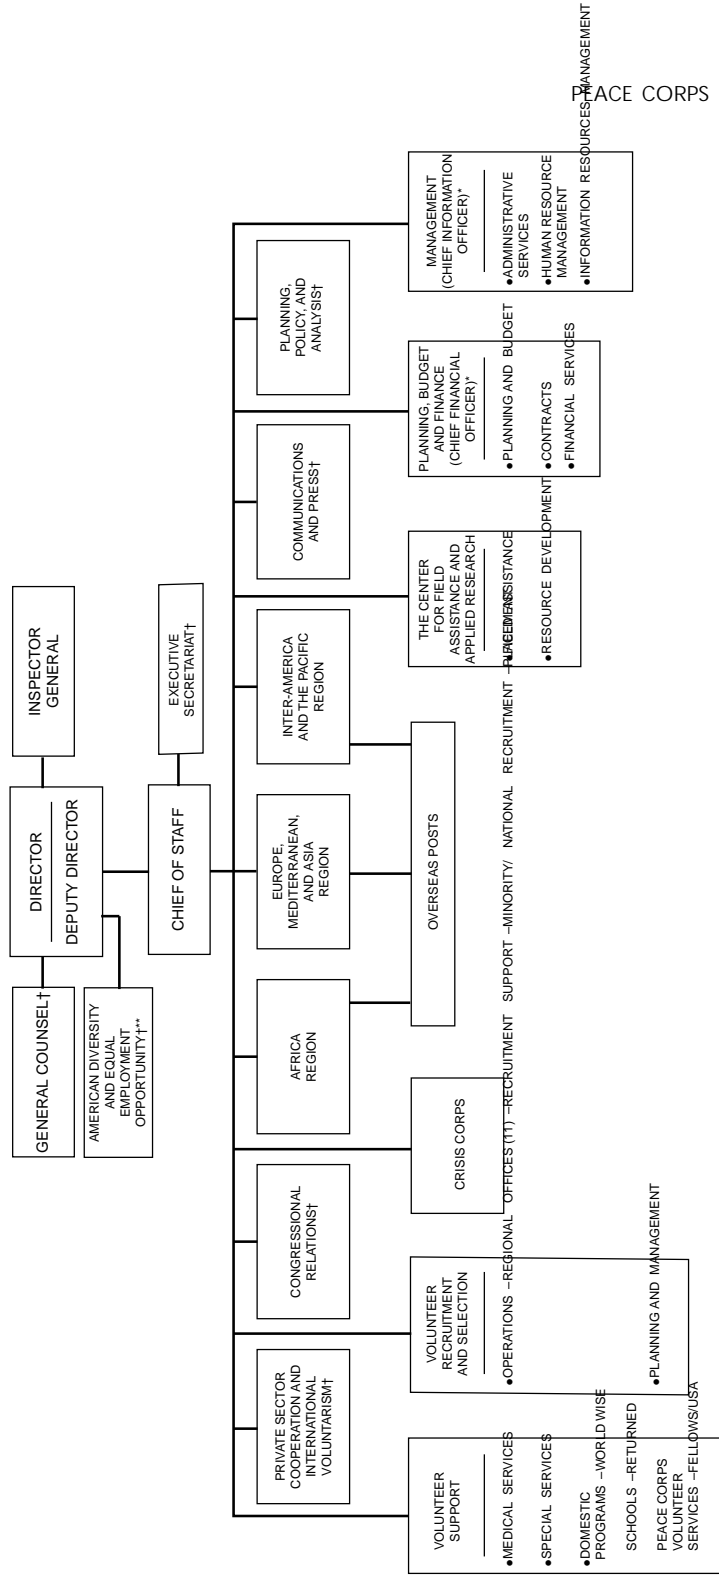 PEACE CORPS
GENERAL COUNSEL†
DIRECTOR
DEPUTY DIRECTOR
INSPECTOR
GENERAL
AMERICAN DIVERSITY
AND EQUAL
EMPLOYMENT
OPPORTUNITY†**
CHIEF OF STAFF
EXECUTIVE
SECRETARIAT†
PRIVATE SECTOR
COOPERATION AND
INTERNATIONAL
VOLUNTARISM†
CONGRESSIONAL
RELATIONS†
AFRICA
REGION
EUROPE,
MEDITERRANEAN,
AND ASIA
REGION
INTER-AMERICA
AND THE PACIFIC
REGION
COMMUNICATIONS
AND PRESS†
PLANNING,
POLICY, AND
ANALYSIS†
VOLUNTEER
SUPPORT
●MEDICAL SERVICES
●SPECIAL SERVICES
●DOMESTIC
PROGRAMS –WORLD WISE
SCHOOLS –RETURNED
PEACE CORPS
VOLUNTEER
SERVICES –FELLOWS/USA
VOLUNTEER
RECRUITMENT
AND SELECTION
●OPERATIONS –REGIONAL OFFICES (11) –RECRUITMENT SUPPORT –MINORITY/ NATIONAL RECRUITMENT –PLACEMENT
●PLANNING AND MANAGEMENT
CRISIS CORPS
OVERSEAS POSTS
THE CENTER
FOR FIELD
ASSISTANCE AND
APPLIED RESEARCH
●FIELD ASSISTANCE
●RESOURCE DEVELOPMENT
PLANNING, BUDGET
AND FINANCE
(CHIEF FINANCIAL
OFFICER)*
●PLANNING AND BUDGET
●CONTRACTS
●FINANCIAL SERVICES
MANAGEMENT
(CHIEF INFORMATION
OFFICER)*
●ADMINISTRATIVE
SERVICES
●HUMAN RESOURCE
MANAGEMENT
●INFORMATION RESOURCES MANAGEMENT